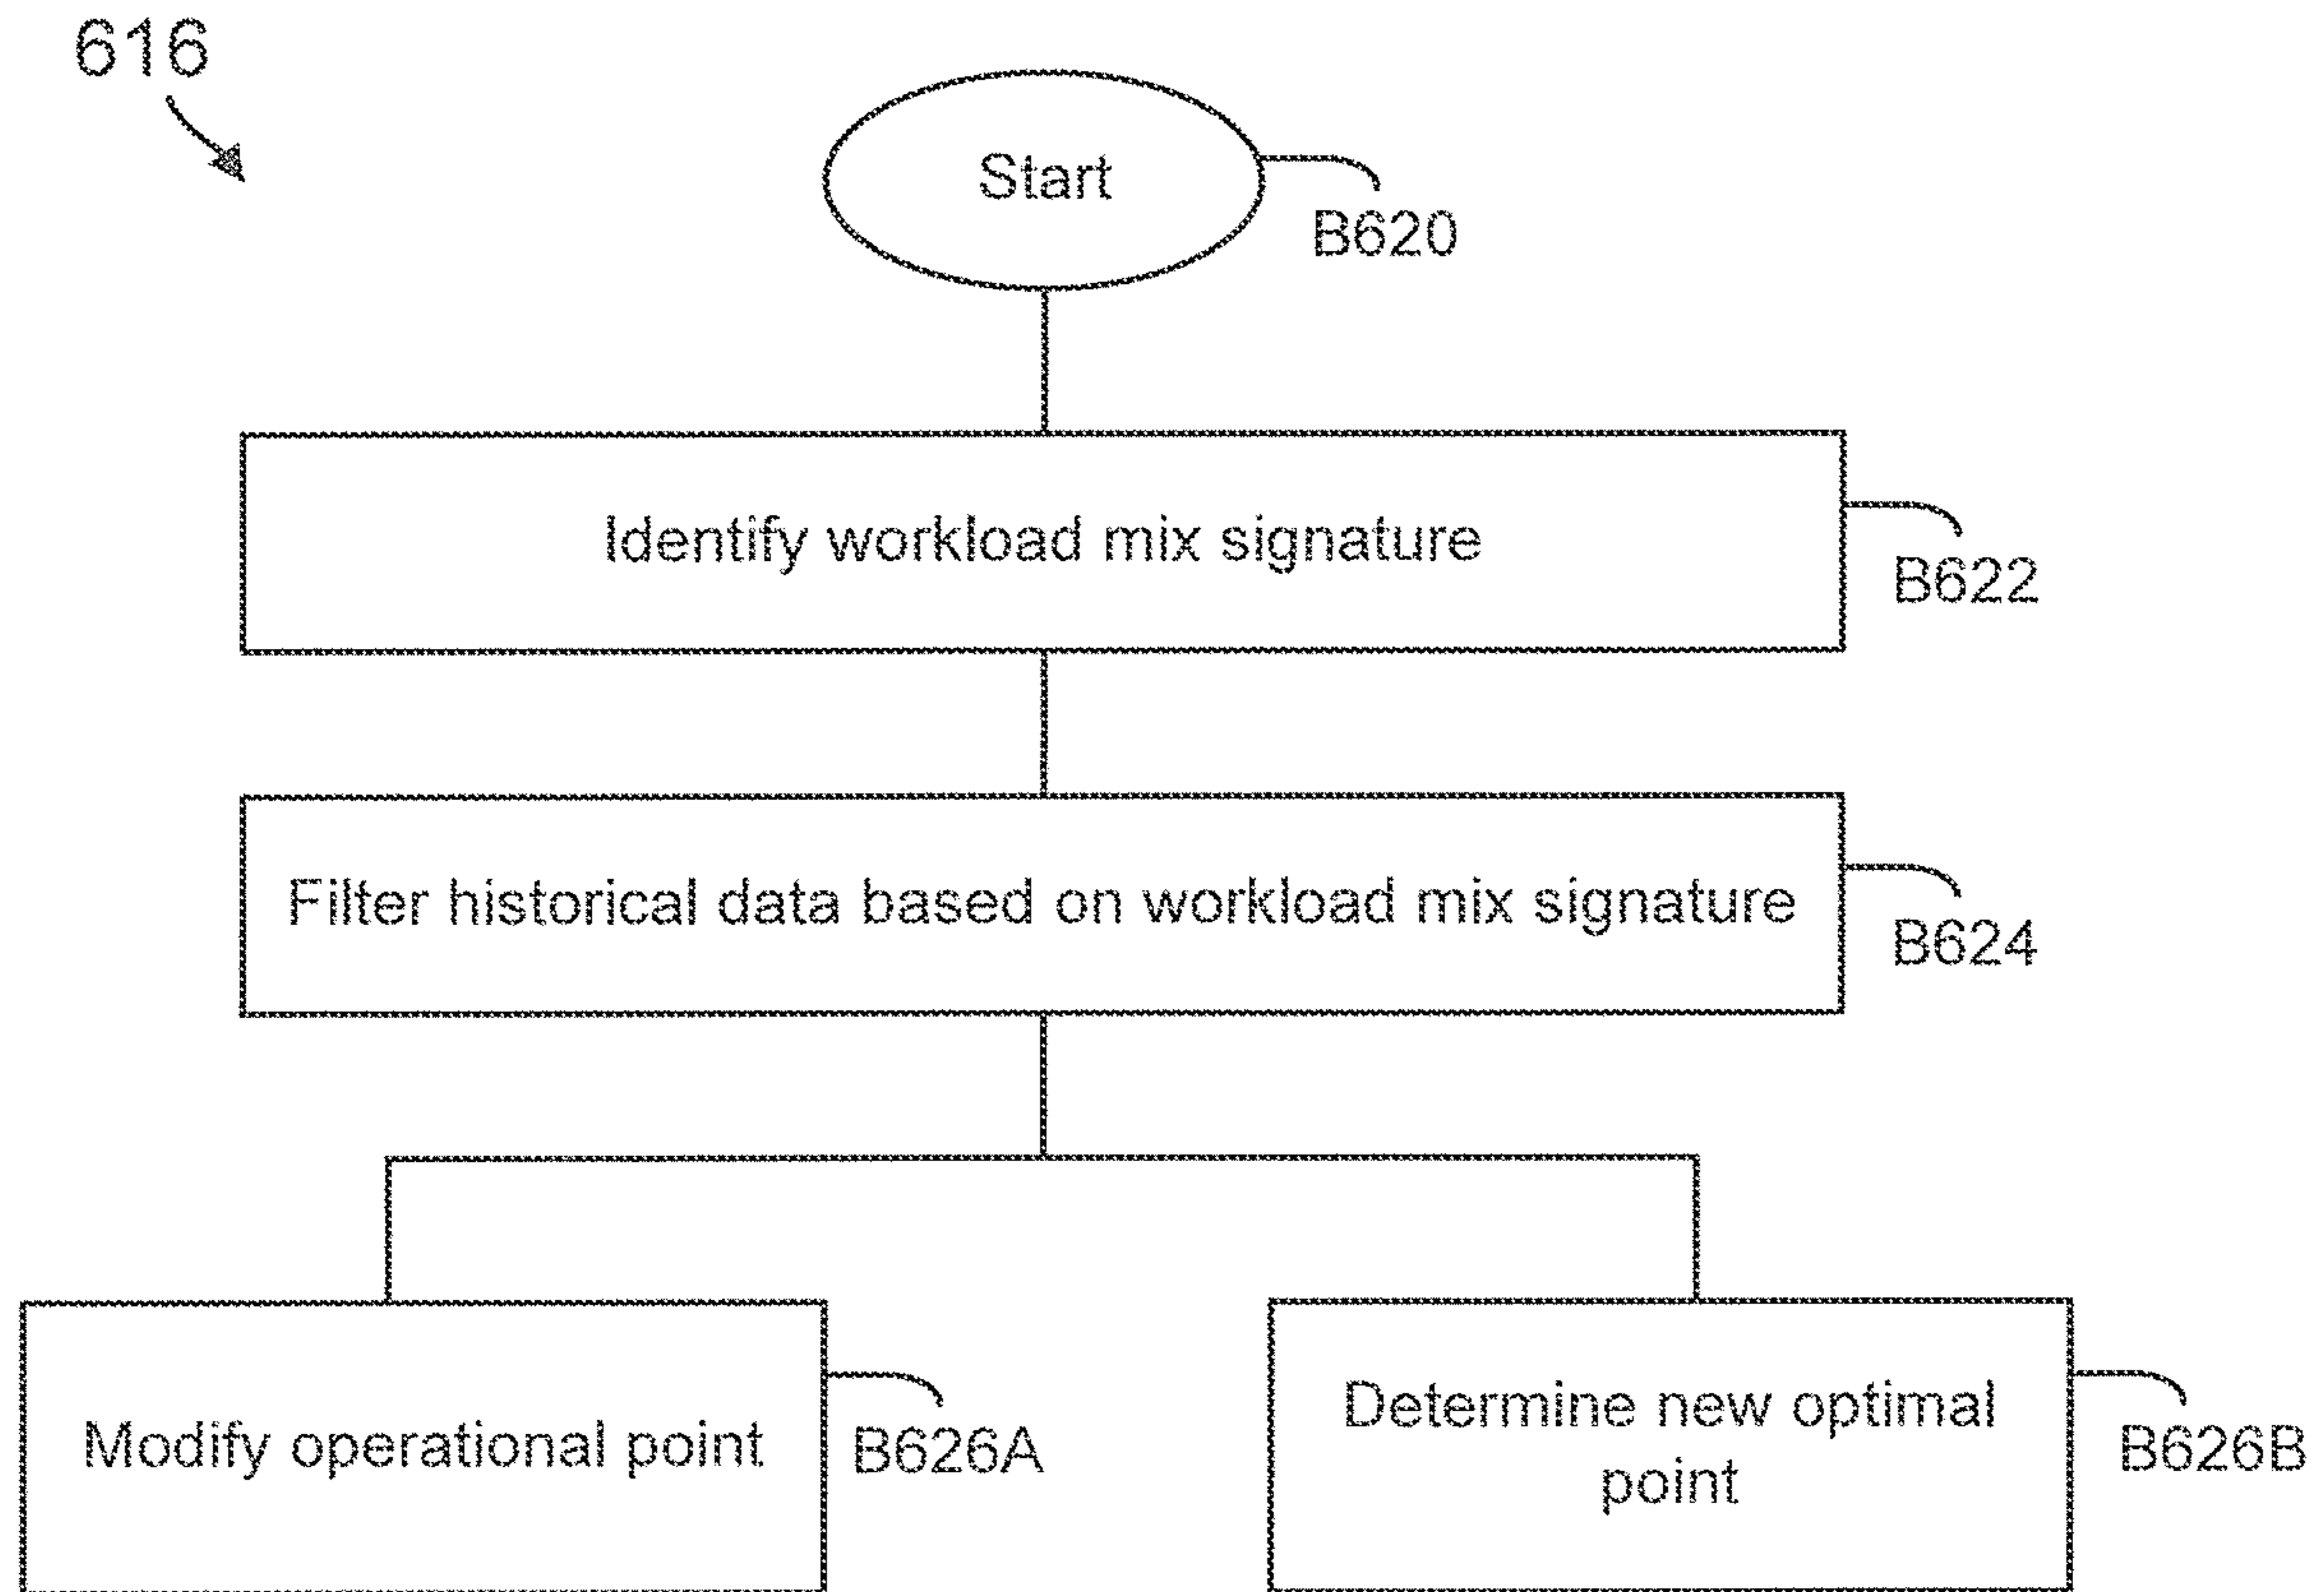 616
Start
B620
Identify workload mix signature
B622
Filter historical data based on workload mix signature
B624
Modify operational point
B626A
Determine new optimal
point
B626B